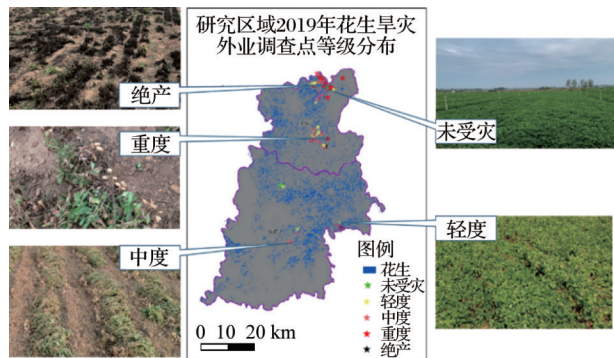 研究区域2019年花生旱灾
外业调查点等级分布
绝产
未受灾
重度
中度
轻度
图例
花生
未受灾
轻度
中度
重度
绝产
0 10 20 km